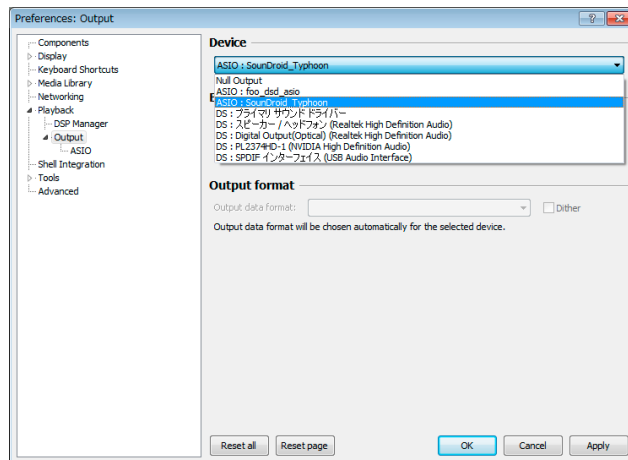 Preferences: Output
Components
Display
Keyboard Shortcuts
Media Library
Networking
Playback
DSP Manager
Output
ASIO
Shell Integration
Tools
Advanced
Device
ASIO : SounDroid_Typhoon
Null Output
ASIO : foo_dsd_asio
ASIO : SounDroid_Typhoon
DS : プライマリ サウンド ドライバー
DS : スピーカー / ヘッドフォン (Realtek High Definition Audio)
DS : Digital Output(Optical) (Realtek High Definition Audio)
DS : PL2374HD-1 (NVIDIA High Definition Audio)
DS : SPDIF インターフェイス (USB Audio Interface)
Output format
Output data format:
Dither
Output data format will be chosen automatically for the selected device.
Reset all
Reset page
OK
Cancel
Apply